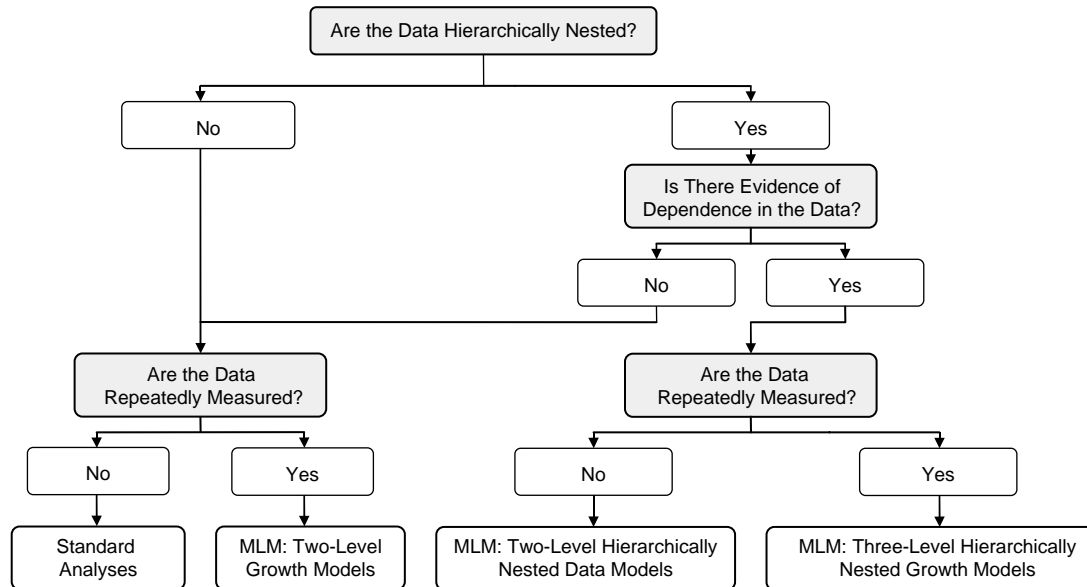 Are the Data Hierarchically Nested?
No
Yes
Is There Evidence of
Dependence in the Data?
No
Yes
Are the Data
Repeatedly Measured?
Are the Data
Repeatedly Measured?
No
Yes
No
Yes
Standard
Analyses
MLM: Two-Level
Growth Models
MLM: Two-Level Hierarchically
Nested Data Models
MLM: Three-Level Hierarchically
Nested Growth Models